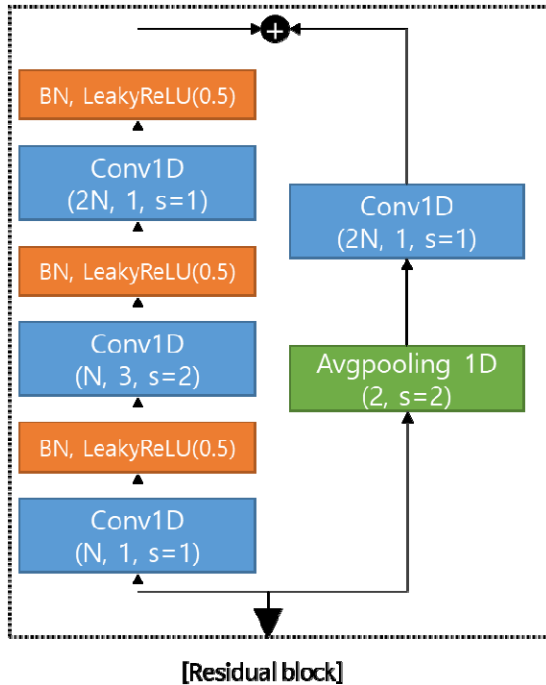 +
BN, LeakyReLU(0.5)
Conv1D
(2N, 1, s=1)
BN, LeakyReLU(0.5)
Conv1D
(N, 3, s=2)
BN, LeakyReLU(0.5)
Conv1D
(N, 1, s=1)
Conv1D
(2N, 1, s=1)
Avgpooling 1D
(2, s=2)
[Residual block]